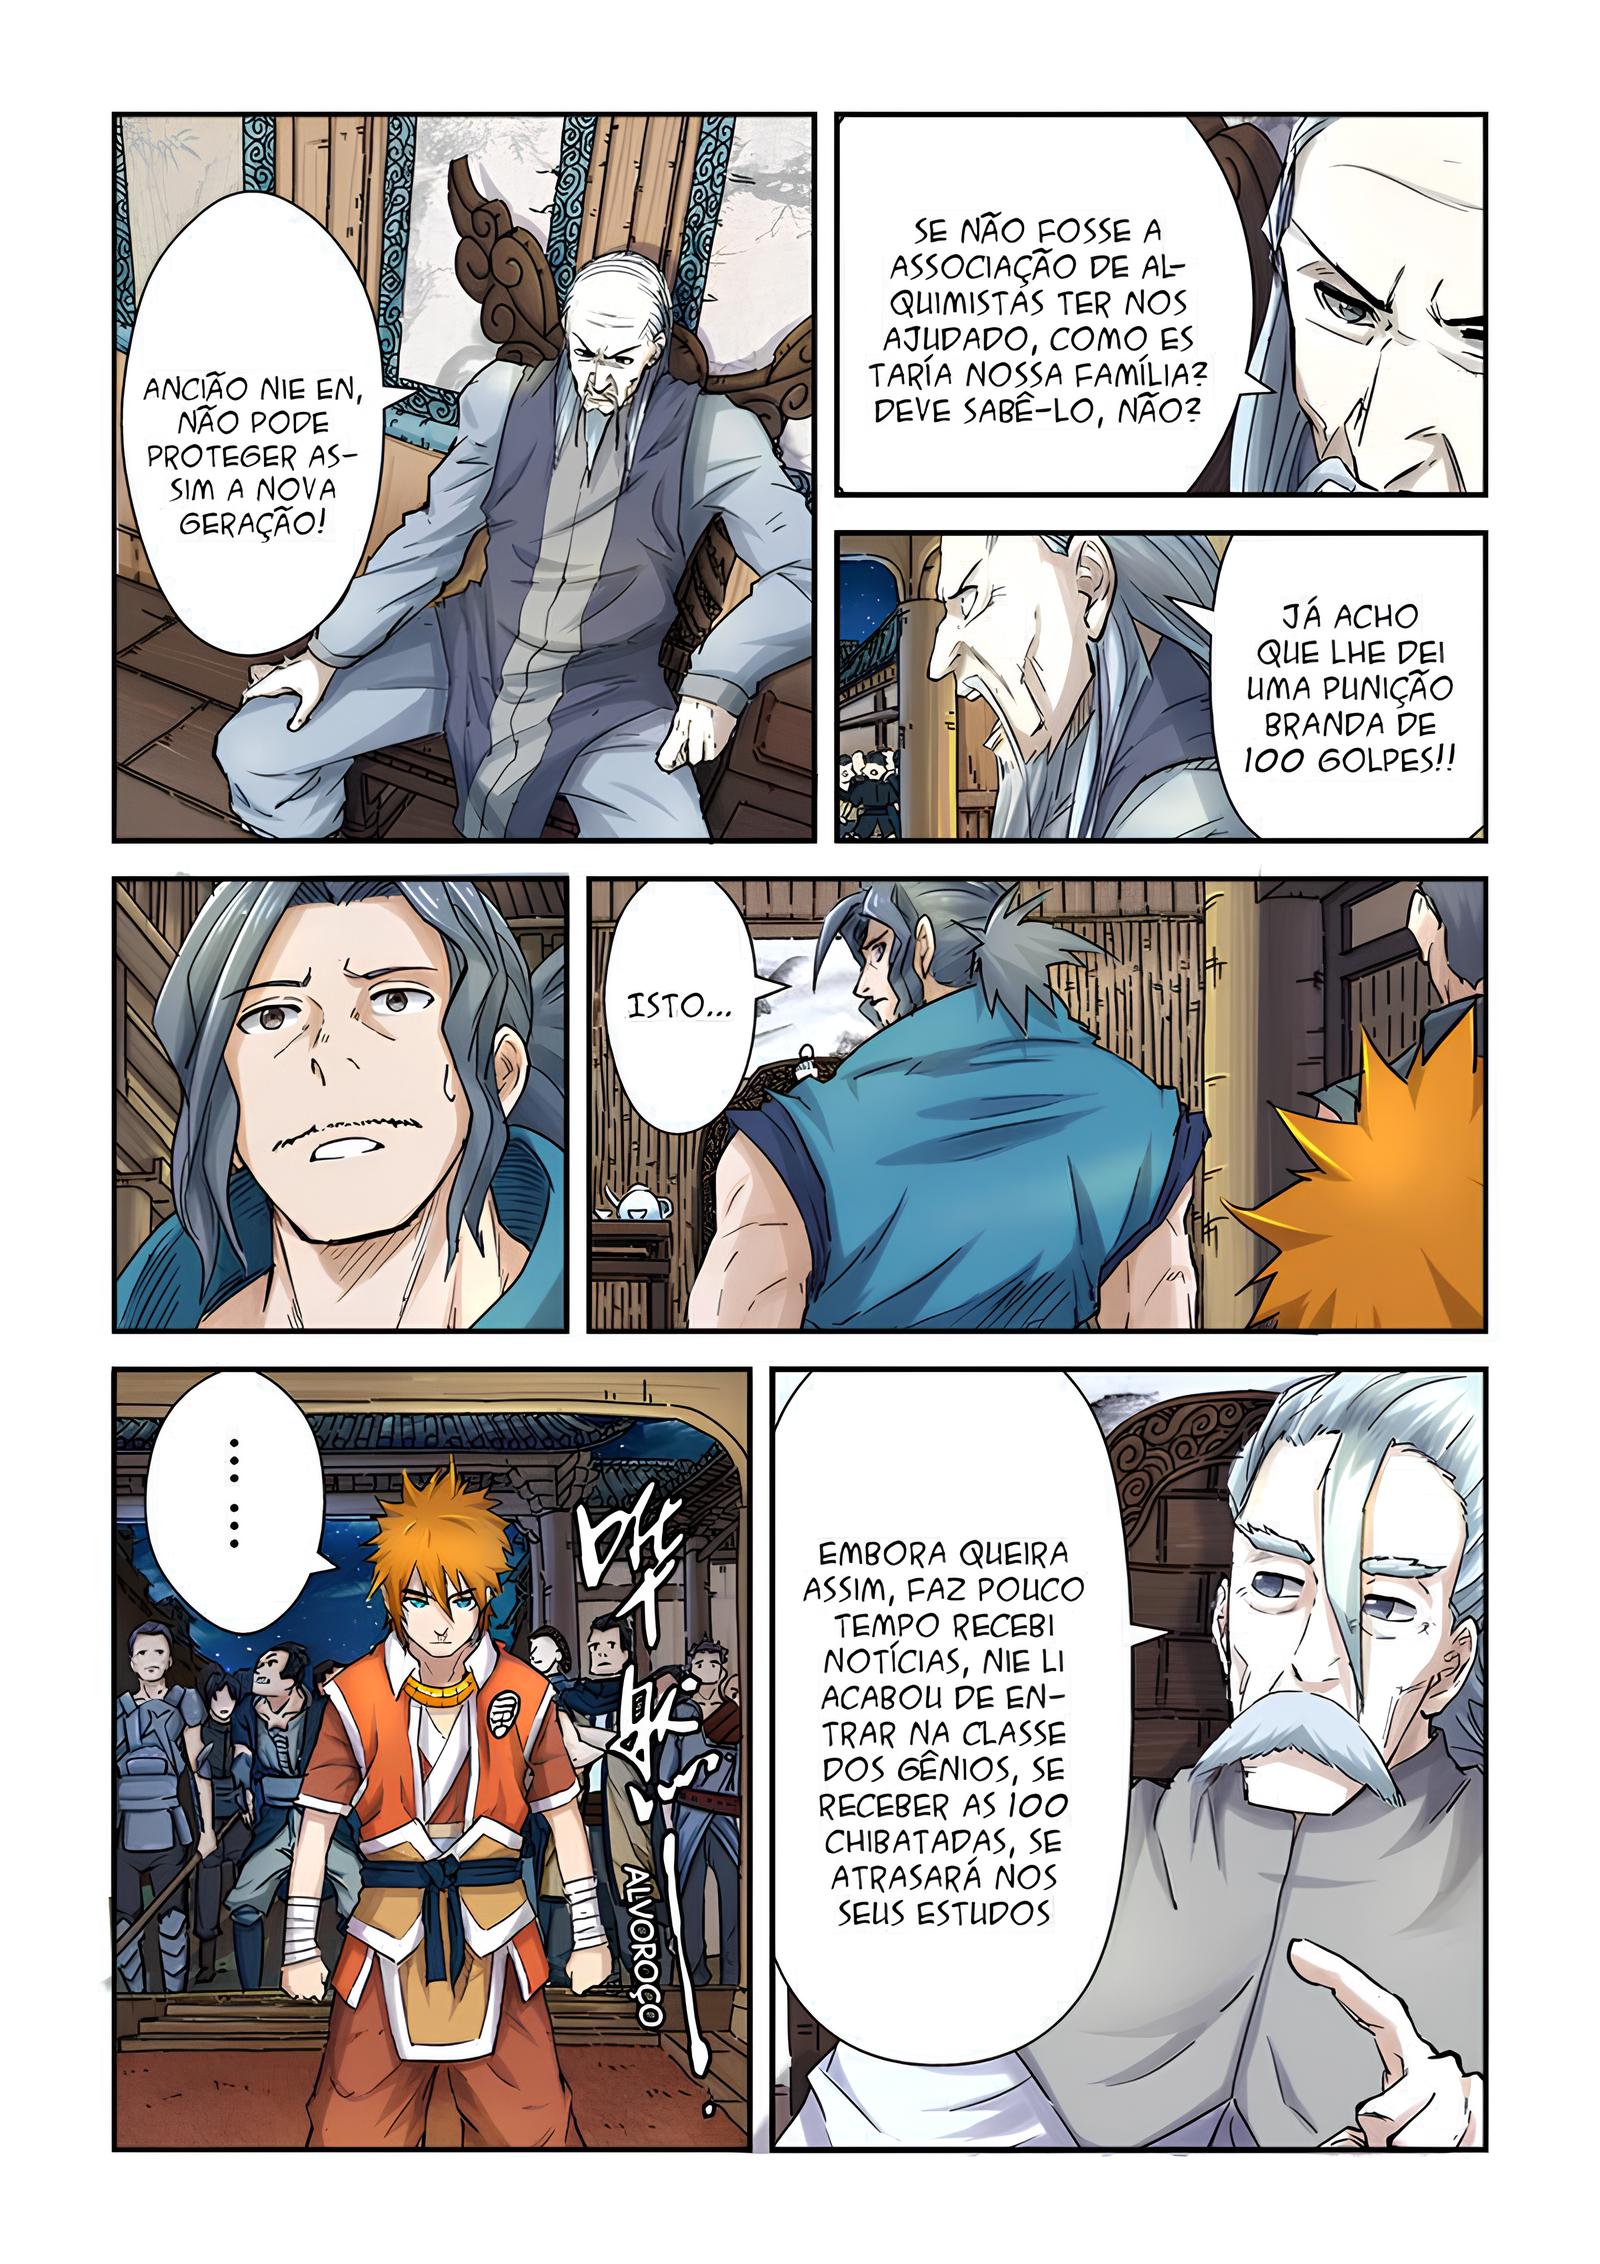 ANCIÃO NIE EN,
NÃO PODE
PROTEGER AS-
SIM A NOVA
GERAÇÃO!
SE NÃO FOSSE A
ASSOCIAÇÃO DE AL-
QUIMISTAS TER NOS
AJUDADO, COMO ES
TARÍA NOSSA FAMÍLIA?
DEVE SABÊ-LO, NÃO?
JÁ ACHO
QUE LHE DEI
UMA PUNIÇÃO
BRANDA DE
100 GOLPES!!
ISTO...
......
ALVOROÇO
EMBORA QUEIRA
ASSIM, FAZ POUCO
TEMPO RECEBI
NOTÍCIAS, NIE LI
ACABOU DE EN-
TRAR NA CLASSE
DOS GÊNIOS, SE
RECEBER AS 100
CHIBATADAS, SE
ATRASARÁ NOS
SEUS ESTUDOS